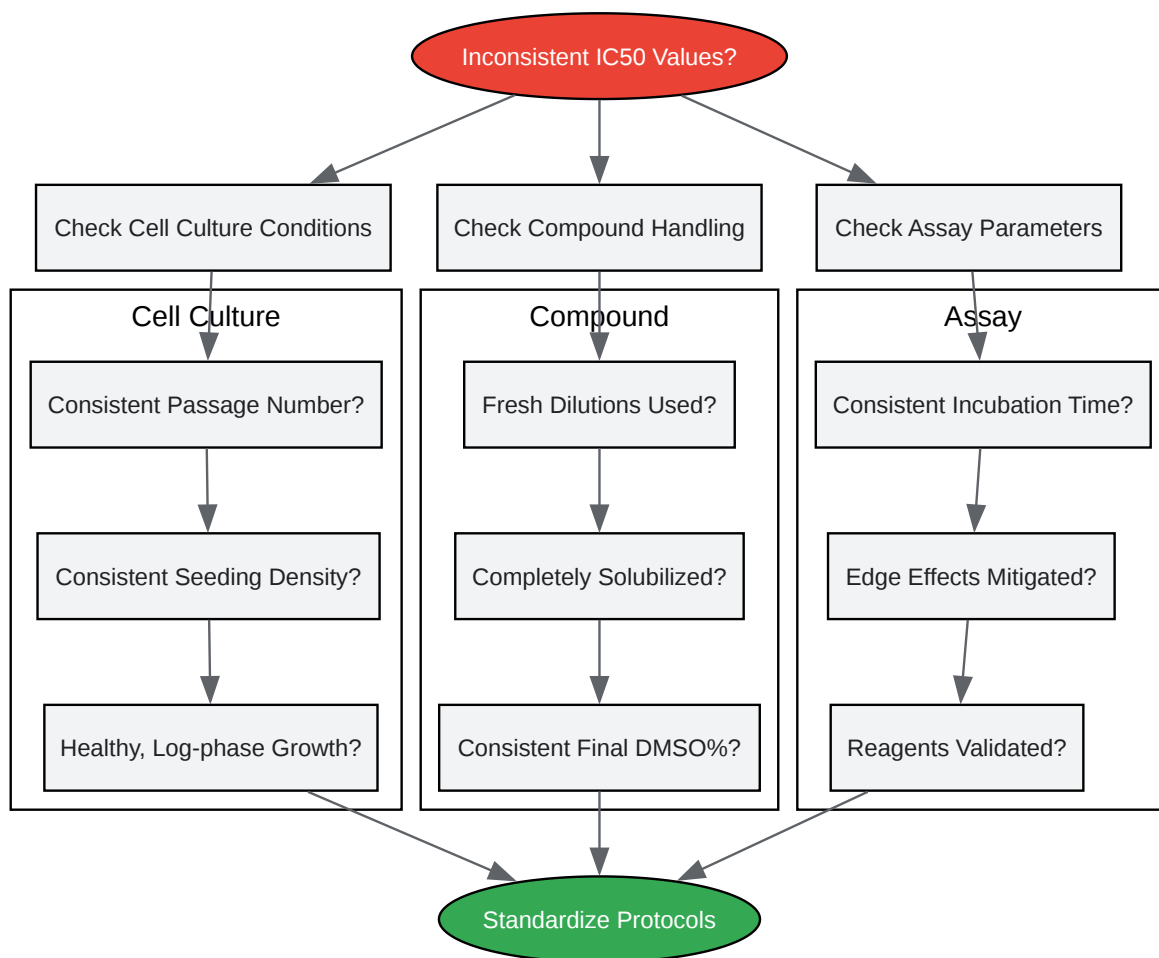 Inconsistent IC50 Values?
Check Cell Culture Conditions
Check Compound Handling
Check Assay Parameters
Cell Culture
Compound
Assay
Consistent Passage Number?
Fresh Dilutions Used?
Consistent Incubation Time?
Consistent Seeding Density?
Completely Solubilized?
Edge Effects Mitigated?
Healthy, Log-phase Growth?
Consistent Final DMSO%?
Reagents Validated?
Standardize Protocols